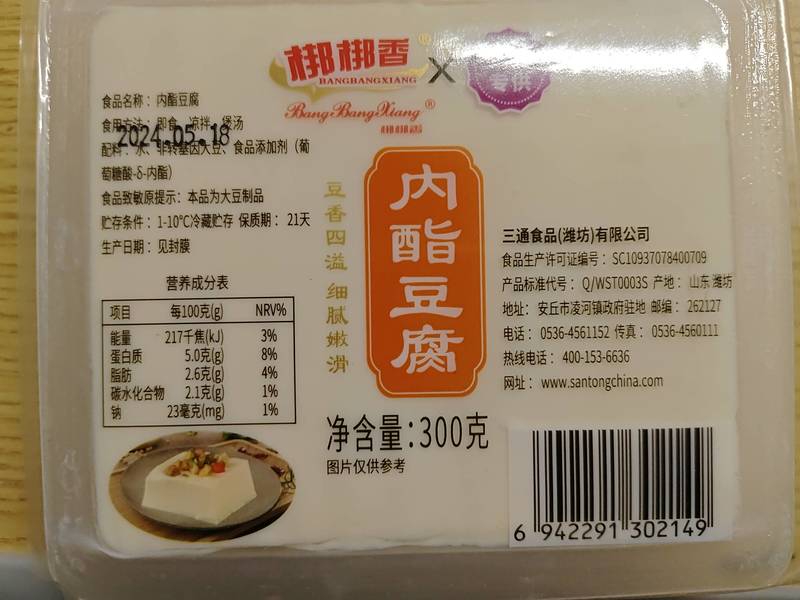 梆梆香®
BANGBANGXIANG
X
专供
BangBangXiang®
梆梆香
食品名称：内酯豆腐
食用方法：即食、凉拌、煲汤
2024.05.18
配料：水、非转基因大豆、食品添加剂（葡
萄糖酸-δ-内酯）
食品致敏原提示：本品为大豆制品
贮存条件：1-10℃冷藏贮存 保质期：21天
生产日期：见封膜
营养成分表
项目 每100克(g) NRV%
能量 217千焦(kJ) 3%
蛋白质 5.0克(g) 8%
脂肪 2.6克(g) 4%
碳水化合物 2.1克(g) 1%
钠 23毫克(mg) 1%
豆香四溢 细腻嫩滑
内酯豆腐
净含量:300克
图片仅供参考
三通食品(潍坊)有限公司
食品生产许可证编号：SC10937078400709
产品标准代号：Q/WST0003S 产地：山东潍坊
地址：安丘市凌河镇政府驻地 邮编：262127
电话：0536-4561152 传真：0536-4560111
热线电话：400-153-6636
网址：www.santongchina.com
6 942291 302149